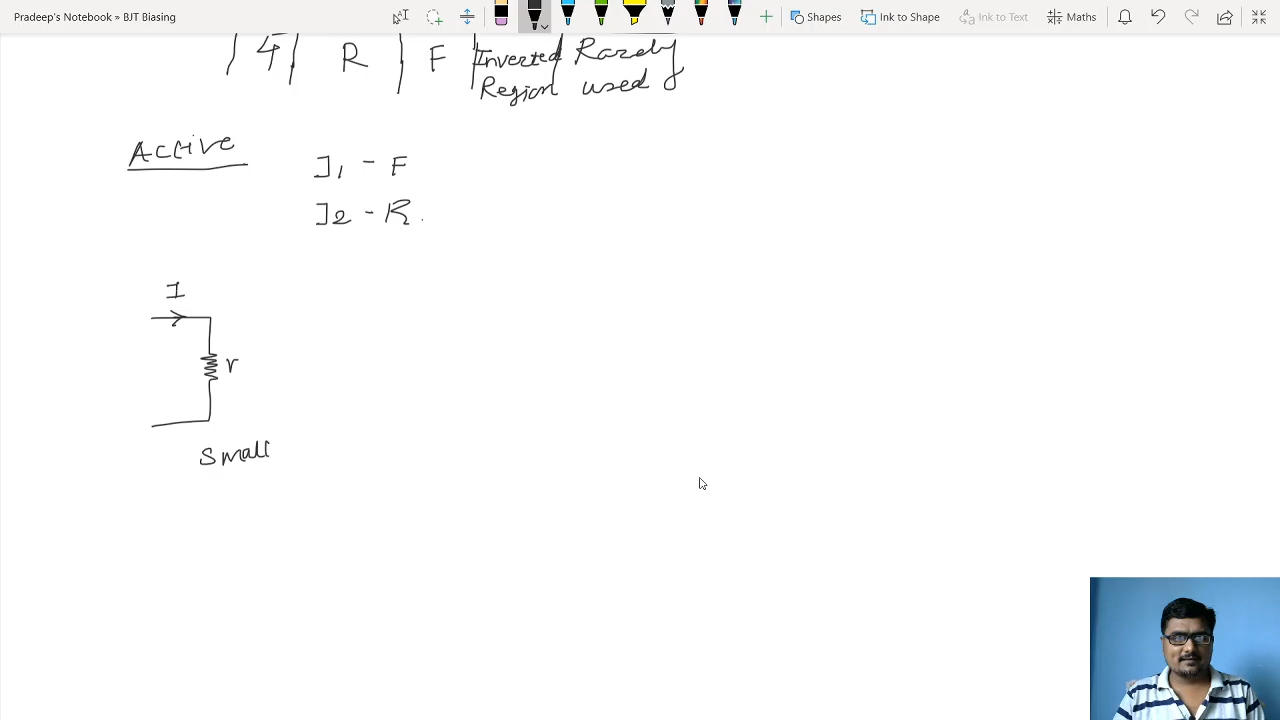 Pradeep's Notebook » BJT Biasing
Shapes
Ink to Shape
Ink to Text
Maths
4 R F Inverted Rarely
Region used
Active
J1 - F
J2 - R.
I
r
Small